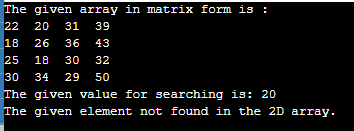 The given array in matrix form is :
22  20  31  39
18  26  36  43
25  18  30  32
30  34  29  50
The given value for searching is: 20
The given element not found in the 2D array.